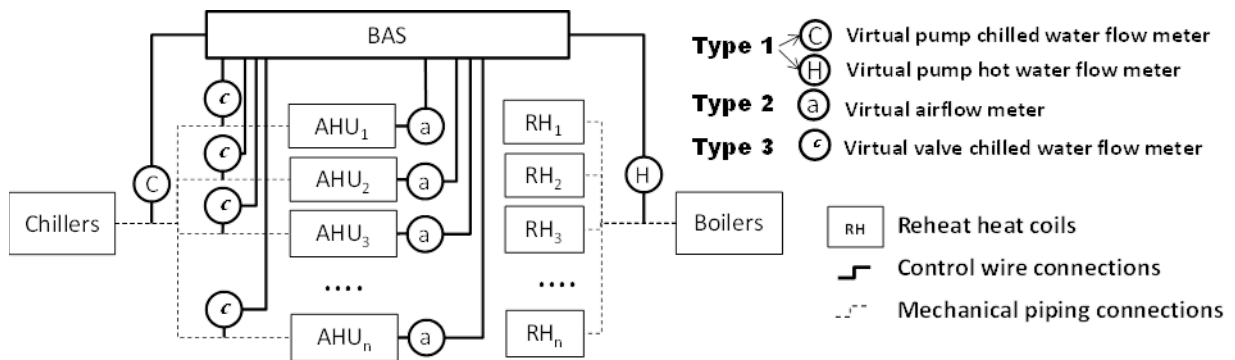 BAS
Type 1
C Virtual pump chilled water flow meter
H Virtual pump hot water flow meter
Type 2 a Virtual airflow meter
Type 3 c Virtual valve chilled water flow meter
c AHU₁ a RH₁
c AHU₂ a RH₂
c AHU₃ a RH₃
C H
Chillers Boilers
.... ....
c AHUₙ a RHₙ
RH Reheat heat coils
Control wire connections
Mechanical piping connections